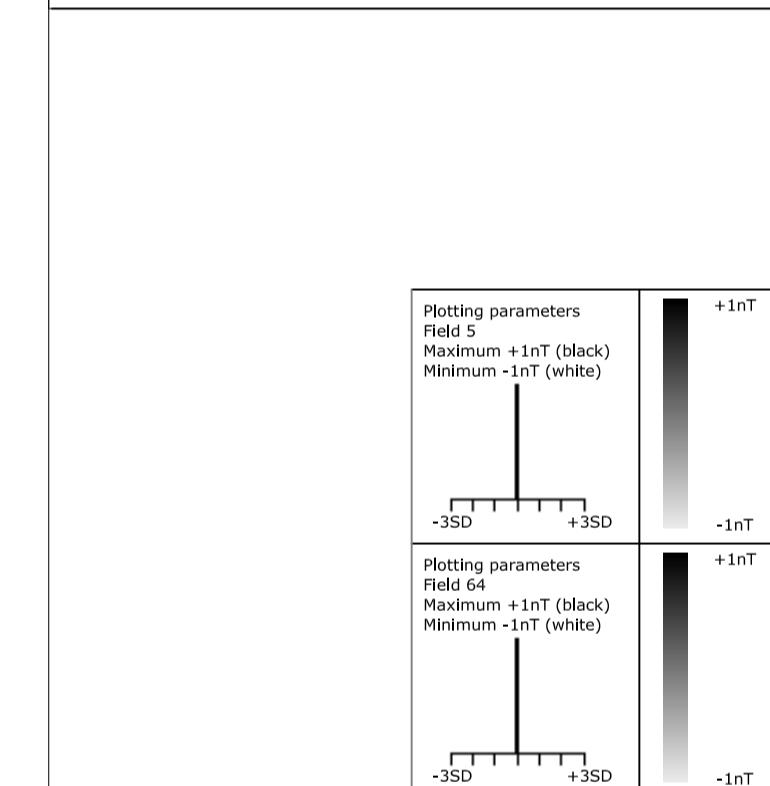 Plotting parameters
Field 5
Maximum +1nT (black)
Minimum -1nT (white)
-3SD +3SD
+1nT
-1nT
Plotting parameters
Field 64
Maximum +1nT (black)
Minimum -1nT (white)
-3SD +3SD
+1nT
-1nT